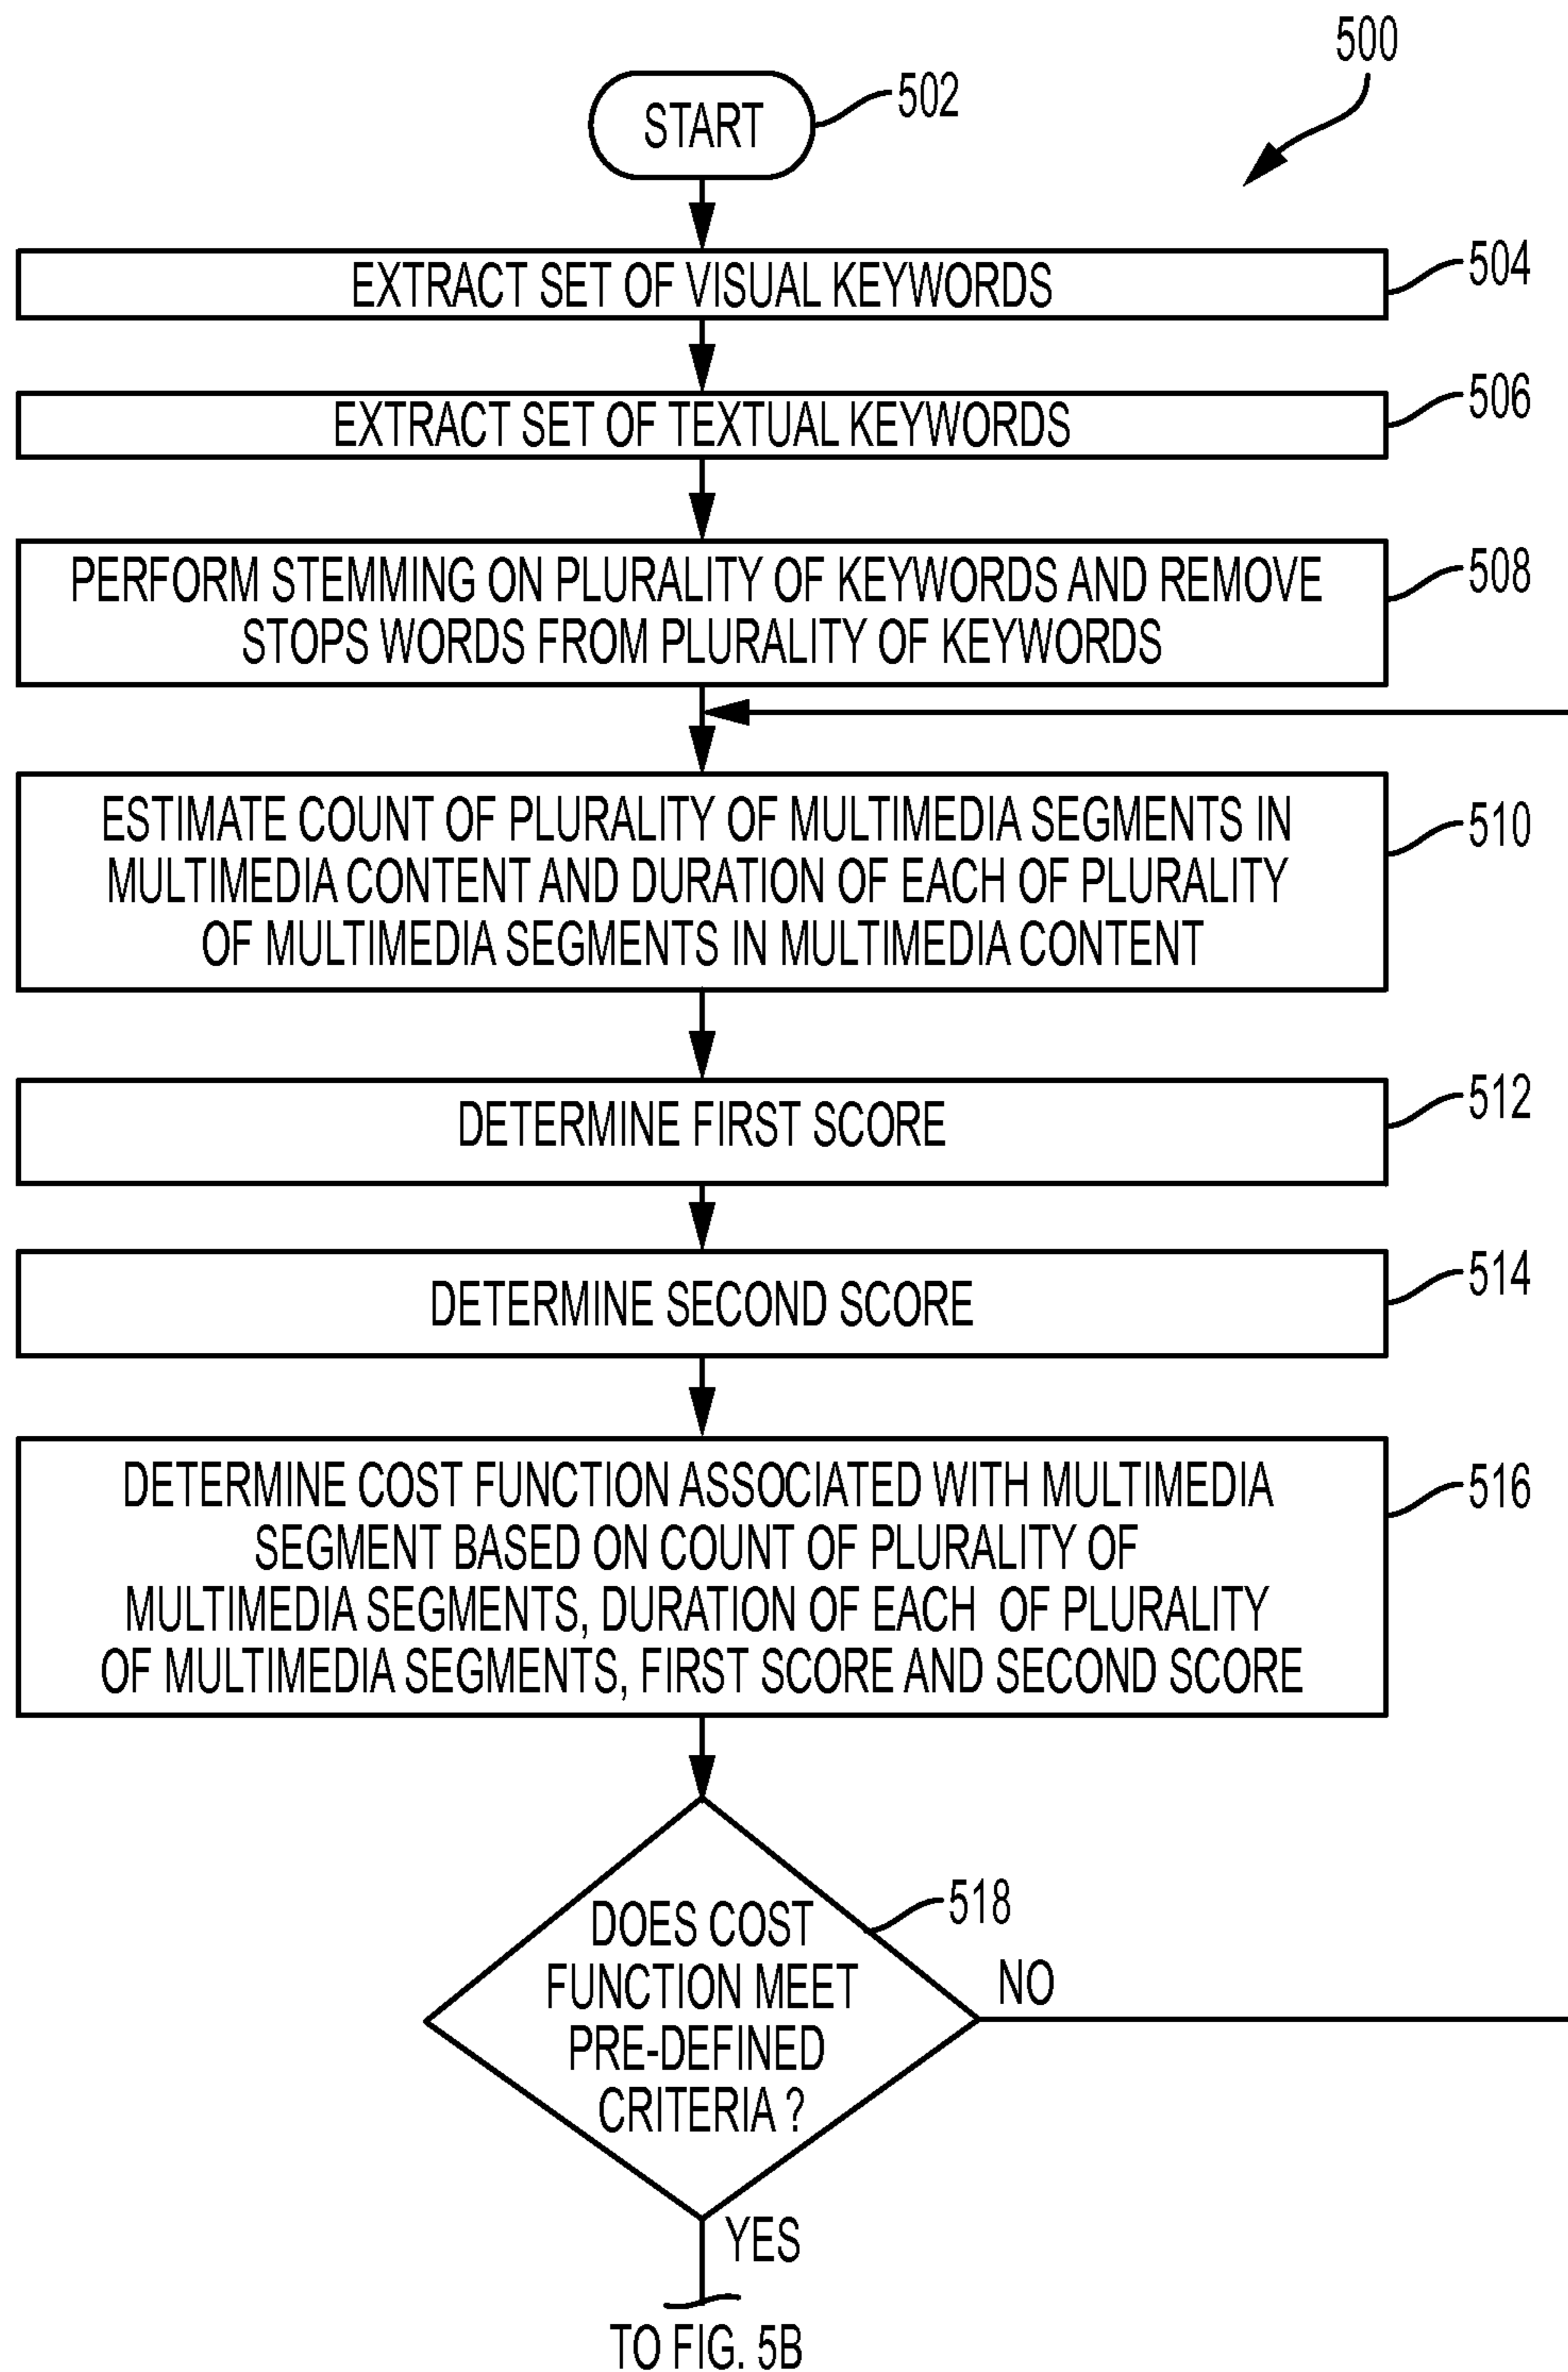 500
START
502
EXTRACT SET OF VISUAL KEYWORDS
504
EXTRACT SET OF TEXTUAL KEYWORDS
506
PERFORM STEMMING ON PLURALITY OF KEYWORDS AND REMOVE
STOPS WORDS FROM PLURALITY OF KEYWORDS
508
ESTIMATE COUNT OF PLURALITY OF MULTIMEDIA SEGMENTS IN
MULTIMEDIA CONTENT AND DURATION OF EACH OF PLURALITY
OF MULTIMEDIA SEGMENTS IN MULTIMEDIA CONTENT
510
DETERMINE FIRST SCORE
512
DETERMINE SECOND SCORE
514
DETERMINE COST FUNCTION ASSOCIATED WITH MULTIMEDIA
SEGMENT BASED ON COUNT OF PLURALITY OF
MULTIMEDIA SEGMENTS, DURATION OF EACH OF PLURALITY
OF MULTIMEDIA SEGMENTS, FIRST SCORE AND SECOND SCORE
516
DOES COST
FUNCTION MEET
PRE-DEFINED
CRITERIA ?
518
NO
YES
TO FIG. 5B